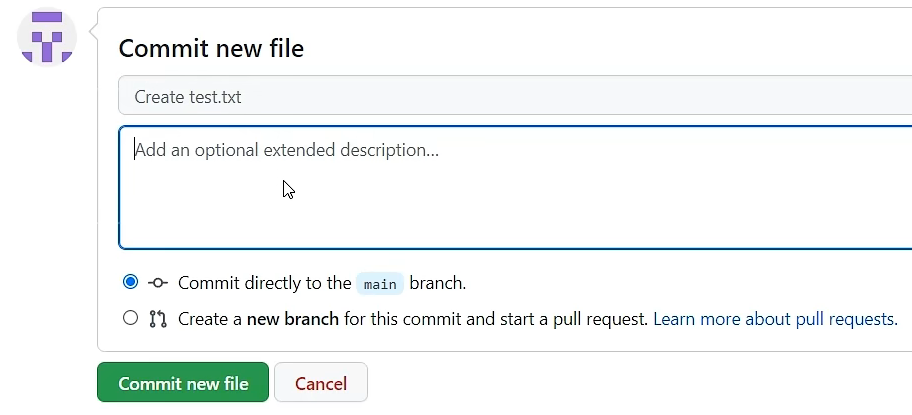 Commit new file
Create test.txt
Add an optional extended description...
Commit directly to the main branch.
Create a new branch for this commit and start a pull request. Learn more about pull requests.
Commit new file
Cancel